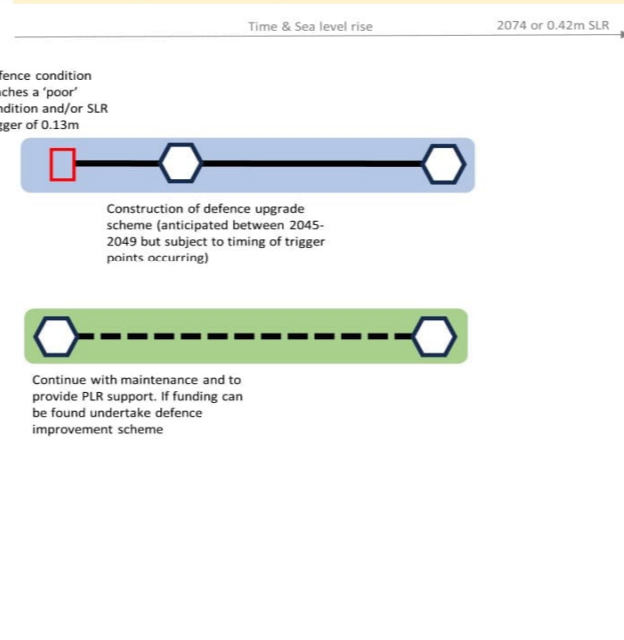 Time & Sea level rise
2074 or 0.42m SLR
fence condition
ches a 'poor'
ndition and/or SLR
gger of 0.13m
Construction of defence upgrade
scheme (anticipated between 2045-
2049 but subject to timing of trigger
points occurring)
Continue with maintenance and to
provide PLR support. If funding can
be found undertake defence
improvement scheme